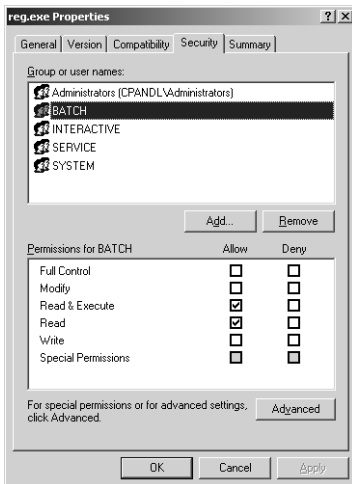 reg.exe Properties
General Version Compatibility Security Summary
Group or user names:
Administrators (CPANDL\Administrators)
BATCH
INTERACTIVE
SERVICE
SYSTEM
Add... Remove
Permissions for BATCH Allow Deny
Full Control
Modify
Read & Execute
Read
Write
Special Permissions
For special permissions or for advanced settings,
click Advanced.
Advanced
OK Cancel Apply